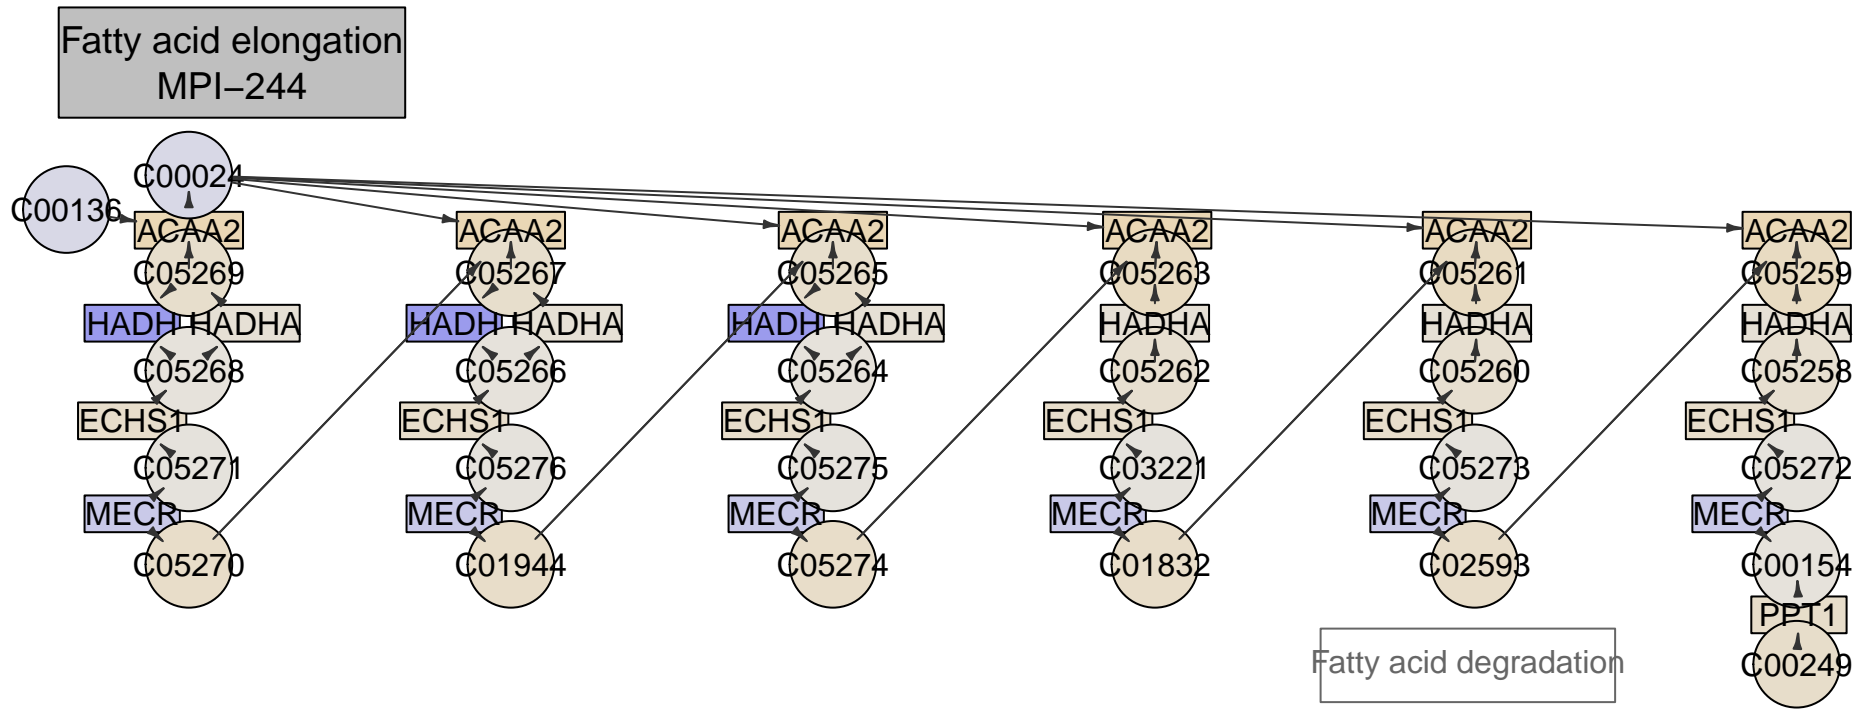 Fatty acid elongation
MPI−244
C00024
C00136
ACAA2 ACAA2 ACAA2 ACAA2 ACAA2 ACAA2
C05269 C05267 C05265 C05263 C05261 C05259
HADH HADHA HADH HADHA HADH HADHA HADHA HADHA HADHA
C05268 C05266 C05264 C05262 C05260 C05258
ECHS1 ECHS1 ECHS1 ECHS1 ECHS1 ECHS1
C05271 C05276 C05275 C03221 C05273 C05272
MECR MECR MECR MECR MECR MECR
C05270 C01944 C05274 C01832 C02593 C00154
PPT1
Fatty acid degradation
C00249